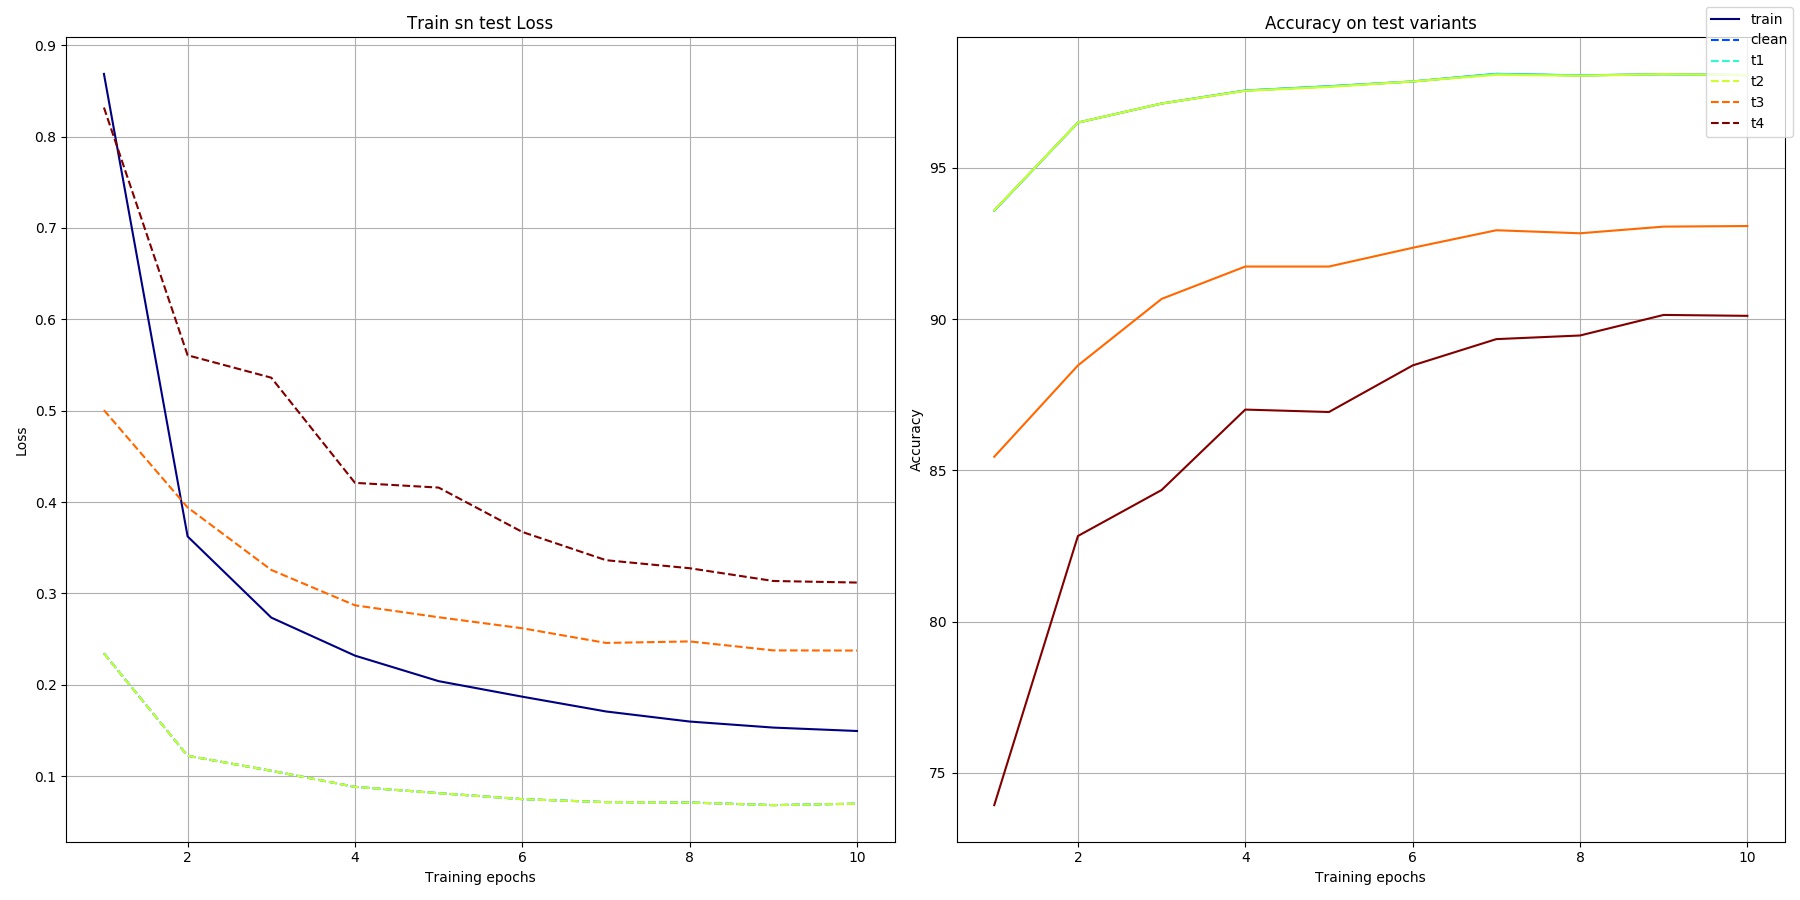 Train sn test Loss
0.9
0.8
0.7
0.6
0.5
0.4
0.3
0.2
0.1
Loss
2 4 6 8 10
Training epochs
Accuracy on test variants
95
90
85
80
75
Accuracy
2 4 6 8 10
Training epochs
train
clean
t1
t2
t3
t4